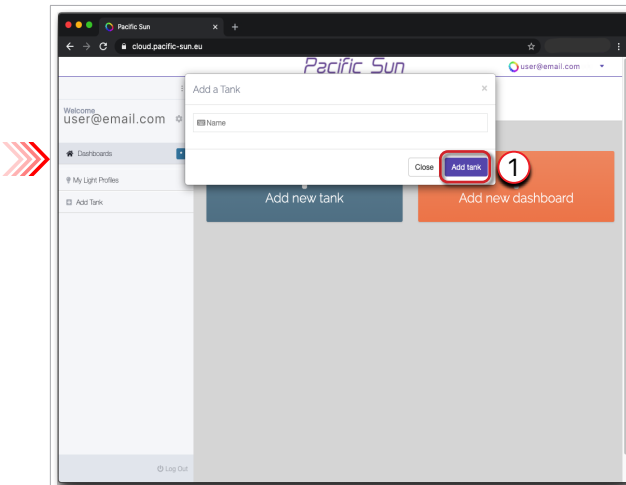 Pacific Sun
cloud.pacific-sun.eu
Pacific Sun
user@email.com
Add a Tank
Welcome
user@email.com
Name
Dashboards
Close
Add tank
1
My Light Profiles
Add new tank
Add new dashboard
Add Tank
Log Out